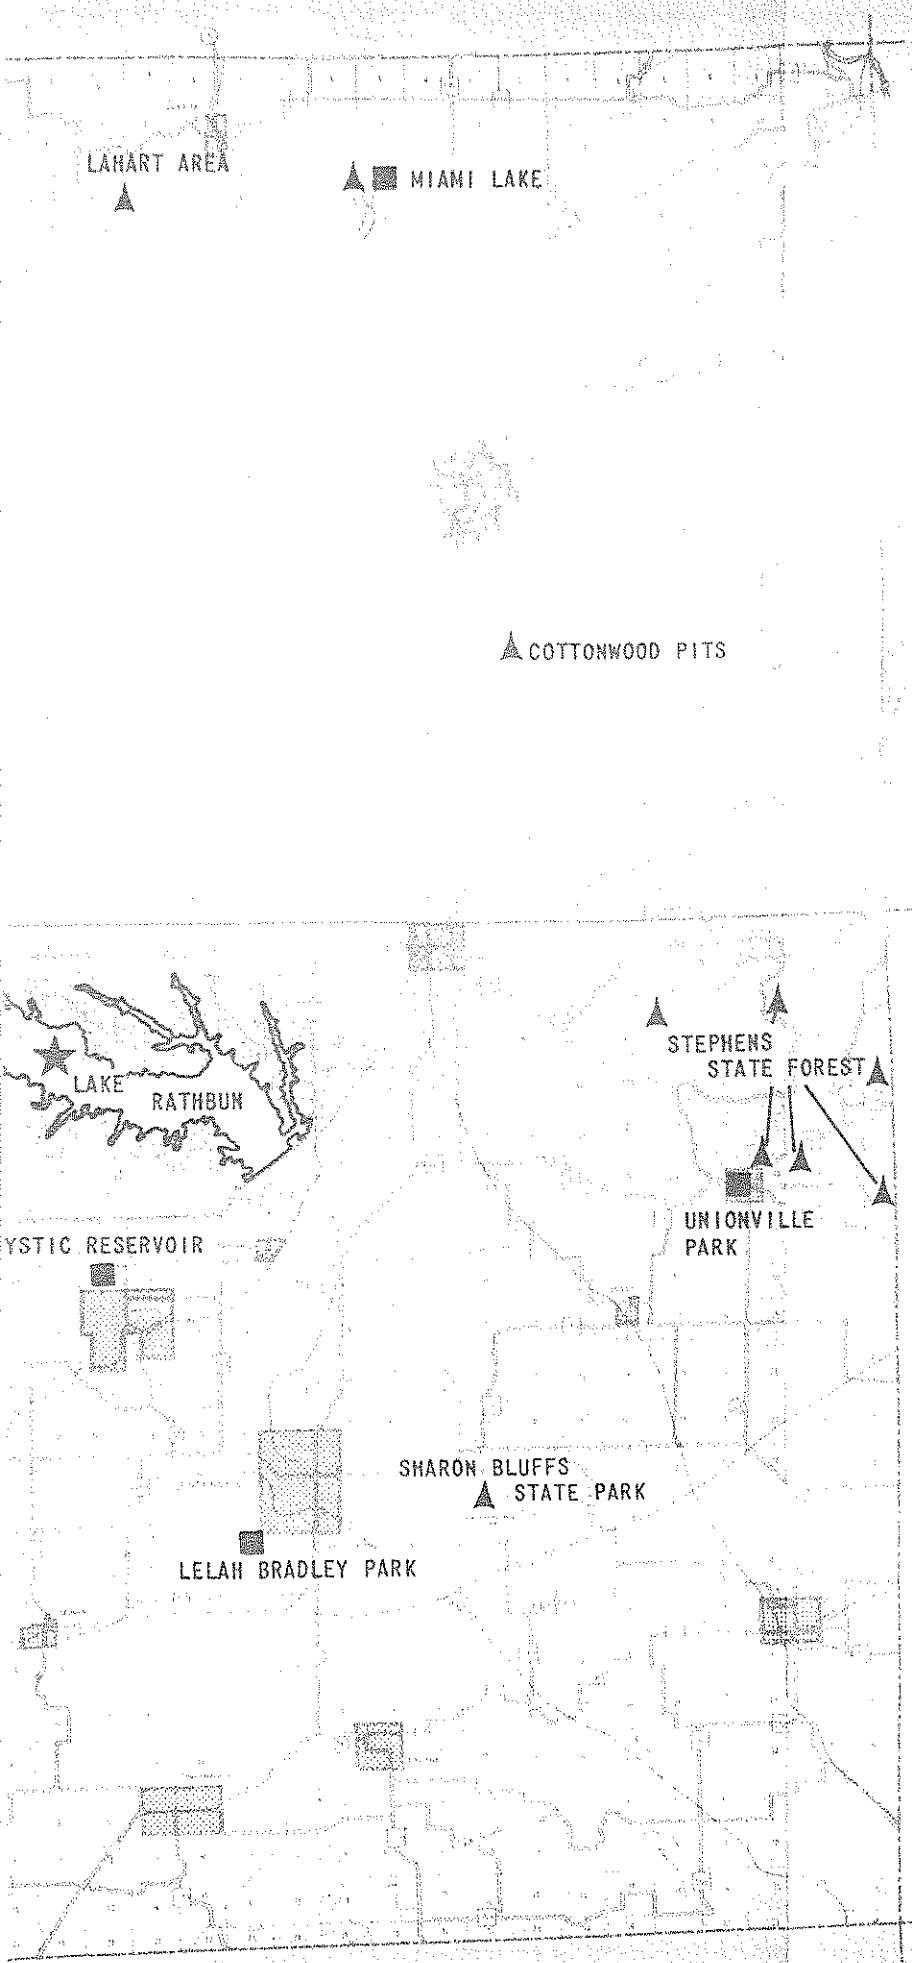 LAHART AREA
MIAMI LAKE
COTTONWOOD PITS
STEPHENS
STATE FOREST
LAKE
RATHBUN
UNIONVILLE
PARK
YSTIC RESERVOIR
SHARON BLUFFS
STATE PARK
LELAH BRADLEY PARK